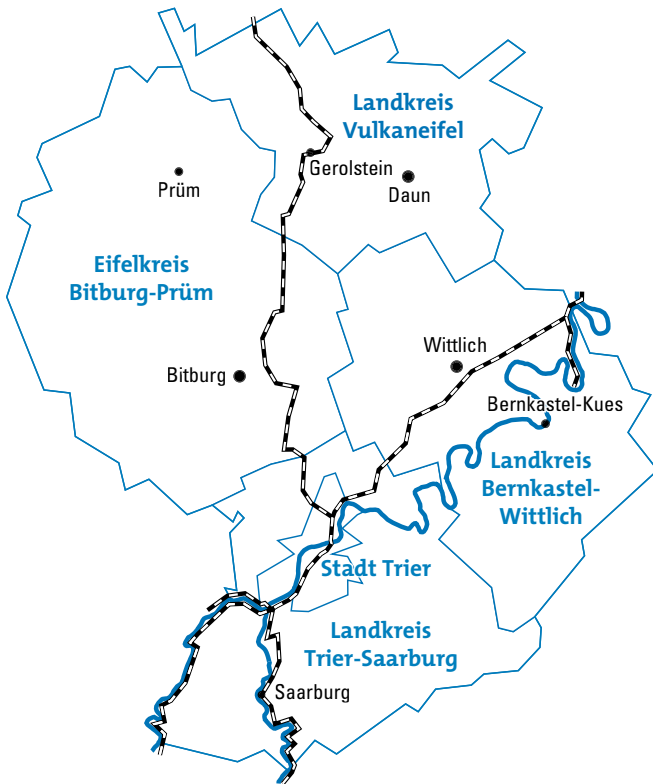 Landkreis
Vulkaneifel
Gerolstein
Prüm
Daun
Eifelkreis
Bitburg-Prüm
Wittlich
Bitburg
Bernkastel-Kues
Landkreis
Bernkastel-
Wittlich
Stadt Trier
Landkreis
Trier-Saarburg
Saarburg